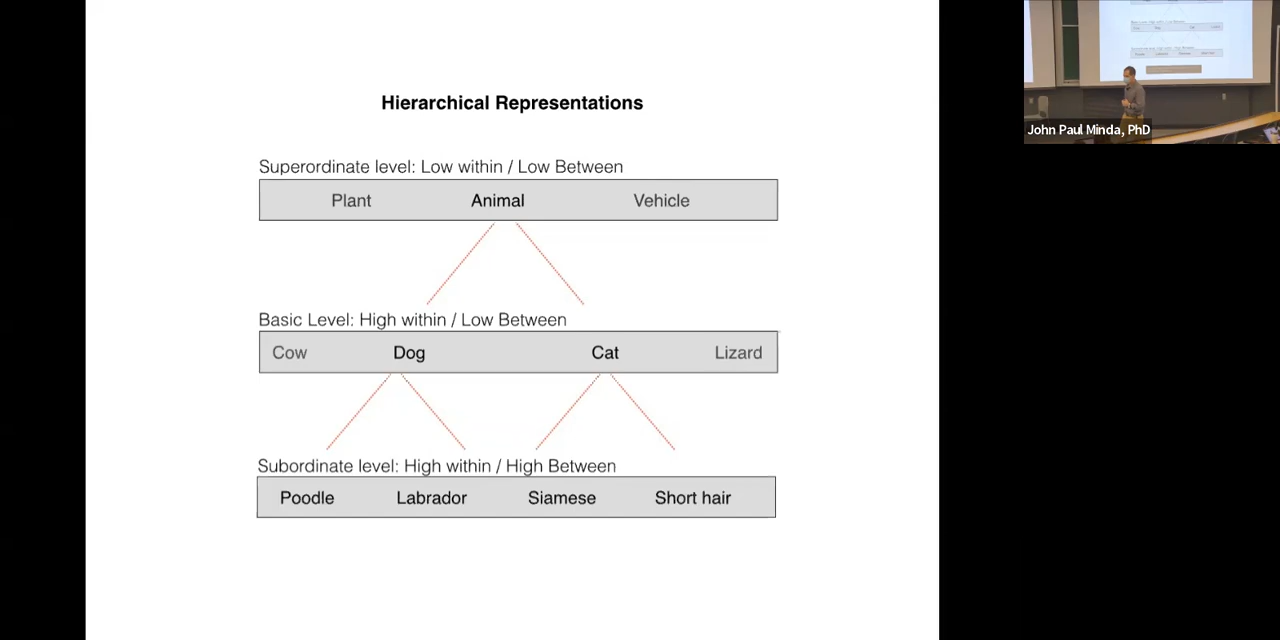 Hierarchical Representations
Superordinate level: Low within / Low Between
Plant Animal Vehicle
Basic Level: High within / Low Between
Cow Dog Cat Lizard
Subordinate level: High within / High Between
Poodle Labrador Siamese Short hair
John Paul Minda, PhD